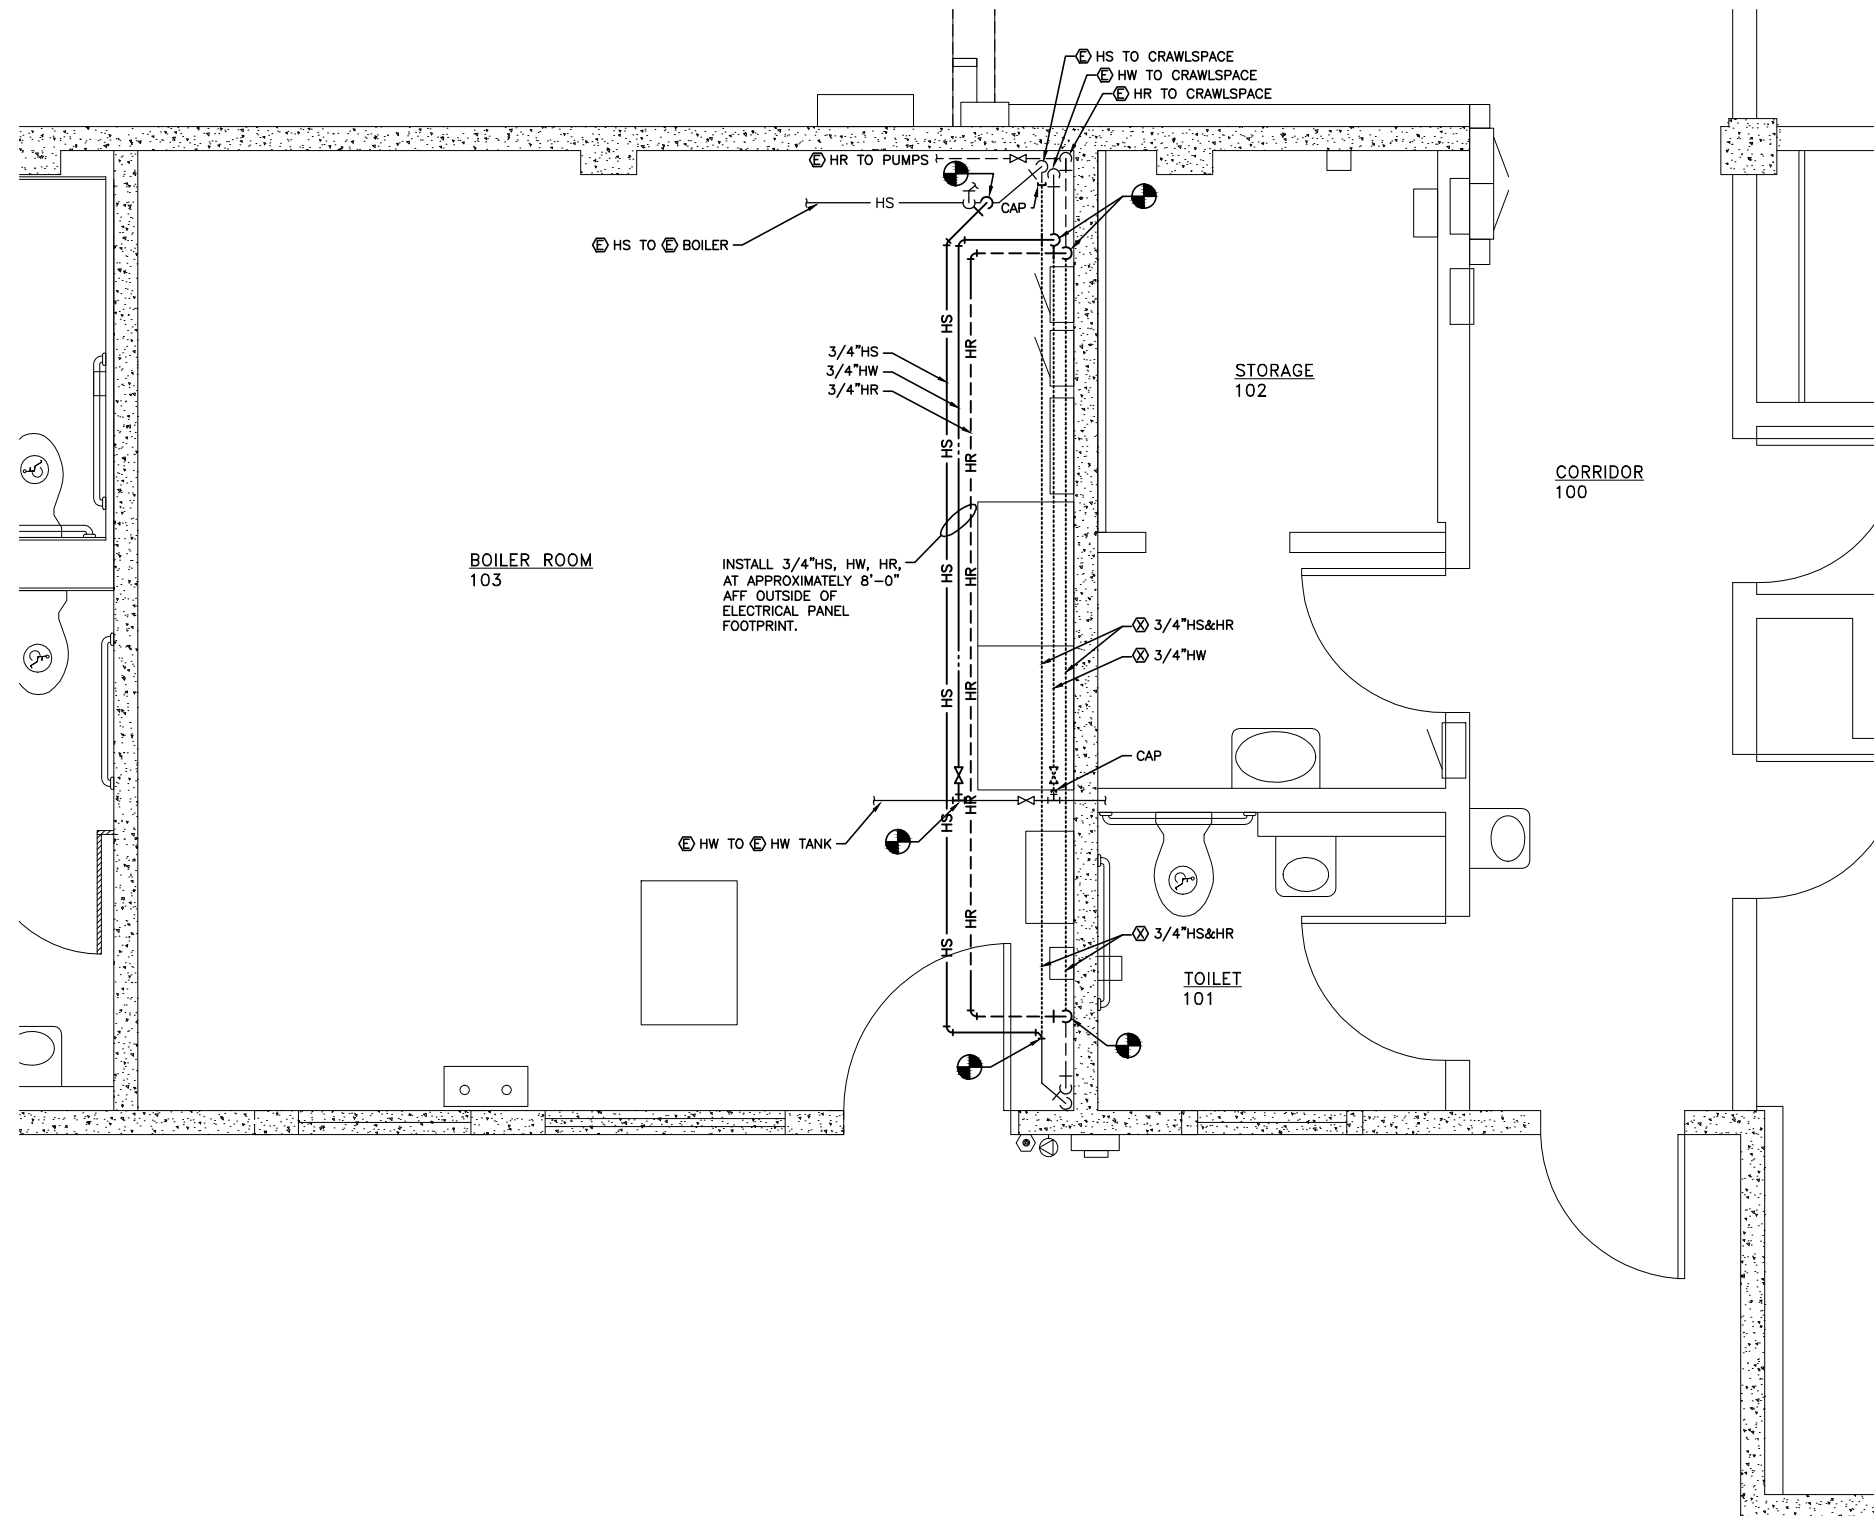 Ⓔ HS TO CRAWLSPACE
Ⓔ HW TO CRAWLSPACE
Ⓔ HR TO CRAWLSPACE
Ⓔ HR TO PUMPS
HS
CAP
Ⓔ HS TO Ⓔ BOILER
HS
HR
3/4"HS
3/4"HW
3/4"HR
STORAGE
102
HS
HR
CORRIDOR
100
BOILER ROOM
103
INSTALL 3/4"HS, HW, HR,
AT APPROXIMATELY 8'-0"
AFF OUTSIDE OF
ELECTRICAL PANEL
FOOTPRINT.
HS
HR
Ⓧ 3/4"HS&HR
Ⓧ 3/4"HW
HS
HR
CAP
HR
HS
Ⓔ HW TO Ⓔ HW TANK
HR
HS
Ⓧ 3/4"HS&HR
TOILET
101